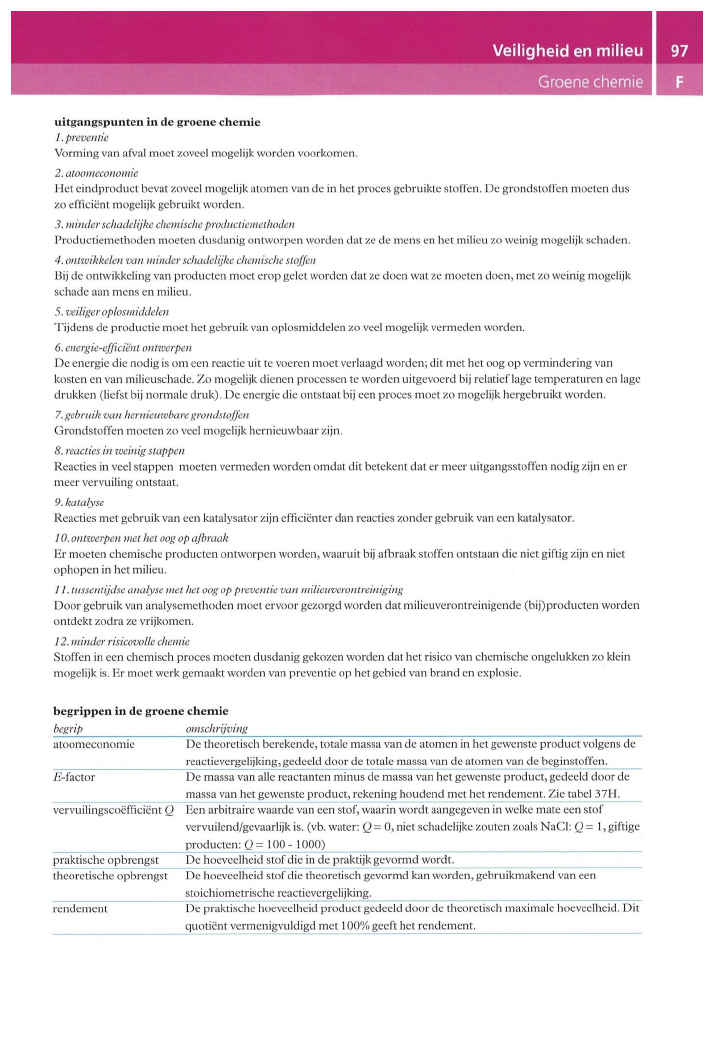 Veiligheid en milieu 97
Groene chemie F
uitgangspunten in de groene chemie
1. preventie
Vorming van afval moet zoveel mogelijk worden voorkomen.
2. atoomeconomie
Het eindproduct bevat zoveel mogelijk atomen van de in het proces gebruikte stoffen. De grondstoffen moeten dus
zo efficiënt mogelijk gebruikt worden.
3. minder schadelijke chemische productiemethoden
Productiemethoden moeten dusdanig ontworpen worden dat ze de mens en het milieu zo weinig mogelijk schaden.
4. ontwikkelen van minder schadelijke chemische stoffen
Bij de ontwikkeling van producten moet erop gelet worden dat ze doen wat ze moeten doen, met zo weinig mogelijk
schade aan mens en milieu.
5. veiliger oplosmiddelen
Tijdens de productie moet het gebruik van oplosmiddelen zo veel mogelijk vermeden worden.
6. energie-efficiënt ontwerpen
De energie die nodig is om een reactie uit te voeren moet verlaagd worden; dit met het oog op vermindering van
kosten en van milieuschade. Zo mogelijk dienen processen te worden uitgevoerd bij relatief lage temperaturen en lage
drukken (liefst bij normale druk). De energie die ontstaat bij een proces moet zo mogelijk hergebruikt worden.
7. gebruik van hernieuwbare grondstoffen
Grondstoffen moeten zo veel mogelijk hernieuwbaar zijn.
8. reacties in weinig stappen
Reacties in veel stappen moeten vermeden worden omdat dit betekent dat er meer uitgangsstoffen nodig zijn en er
meer vervuiling ontstaat.
9. katalyse
Reacties met gebruik van een katalysator zijn efficiënter dan reacties zonder gebruik van een katalysator.
10. ontwerpen met het oog op afbraak
Er moeten chemische producten ontworpen worden, waaruit bij afbraak stoffen ontstaan die niet giftig zijn en niet
ophopen in het milieu.
11. tussentijdse analyse met het oog op preventie van milieuverontreiniging
Door gebruik van analysemethoden moet ervoor gezorgd worden dat milieuverontreinigende (bij)producten worden
ontdekt zodra ze vrijkomen.
12. minder risicovolle chemie
Stoffen in een chemisch proces moeten dusdanig gekozen worden dat het risico van chemische ongelukken zo klein
mogelijk is. Er moet werk gemaakt worden van preventie op het gebied van brand en explosie.
begrippen in de groene chemie
begrip omschrijving
atoomeconomie De theoretisch berekende, totale massa van de atomen in het gewenste product volgens de
reactievergelijking, gedeeld door de totale massa van de atomen van de beginstoffen.
E-factor De massa van alle reactanten minus de massa van het gewenste product, gedeeld door de
massa van het gewenste product, rekening houdend met het rendement. Zie tabel 37H.
vervuilingscoëfficiënt Q Een arbitraire waarde van een stof, waarin wordt aangegeven in welke mate een stof
vervuilend/gevaarlijk is. (vb. water: Q = 0, niet schadelijke zouten zoals NaCl: Q = 1, giftige
producten: Q = 100 - 1000)
praktische opbrengst De hoeveelheid stof die in de praktijk gevormd wordt.
theoretische opbrengst De hoeveelheid stof die theoretisch gevormd kan worden, gebruikmakend van een
stoichiometrische reactievergelijking.
rendement De praktische hoeveelheid product gedeeld door de theoretisch maximale hoeveelheid. Dit
quotiënt vermenigvuldigd met 100% geeft het rendement.